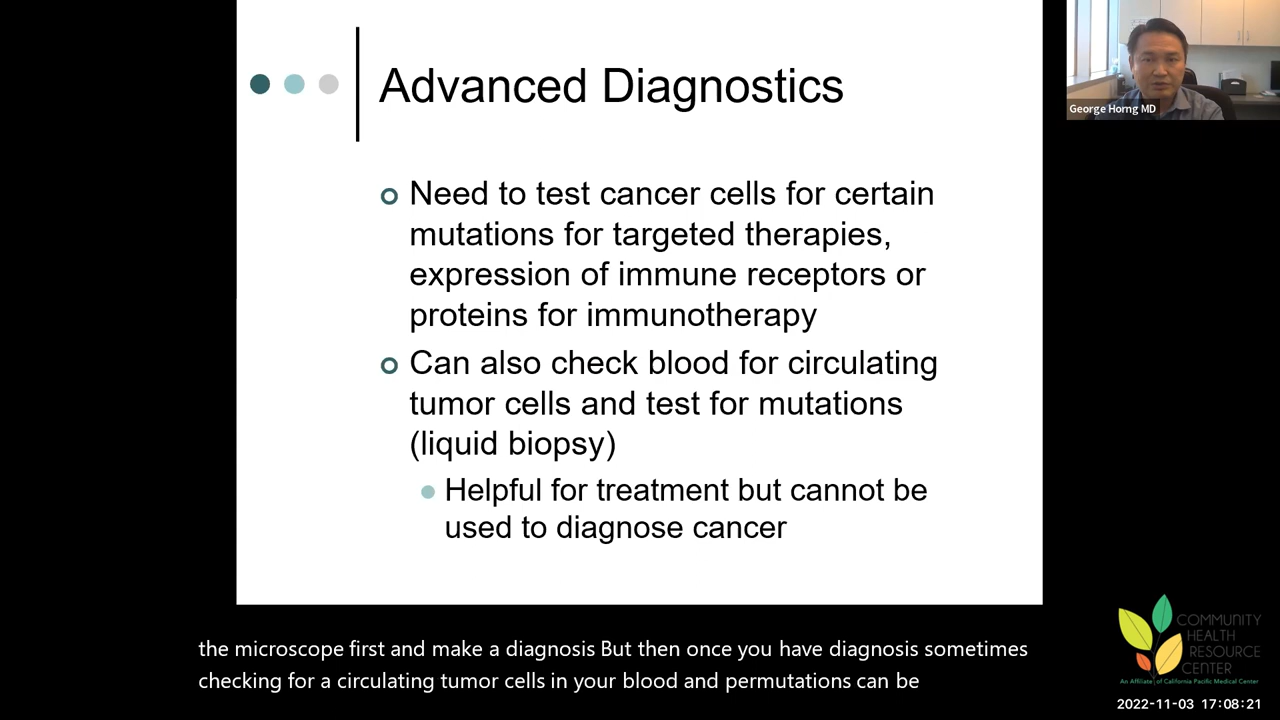 Advanced Diagnostics
George Horng MD
Need to test cancer cells for certain
mutations for targeted therapies,
expression of immune receptors or
proteins for immunotherapy
Can also check blood for circulating
tumor cells and test for mutations
(liquid biopsy)
Helpful for treatment but cannot be
used to diagnose cancer
the microscope first and make a diagnosis But then once you have diagnosis sometimes
checking for a circulating tumor cells in your blood and permutations can be
COMMUNITY
HEALTH
RESOURCE
CENTER
An Affiliate of California Pacific Medical Center
2022-11-03 17:08:21